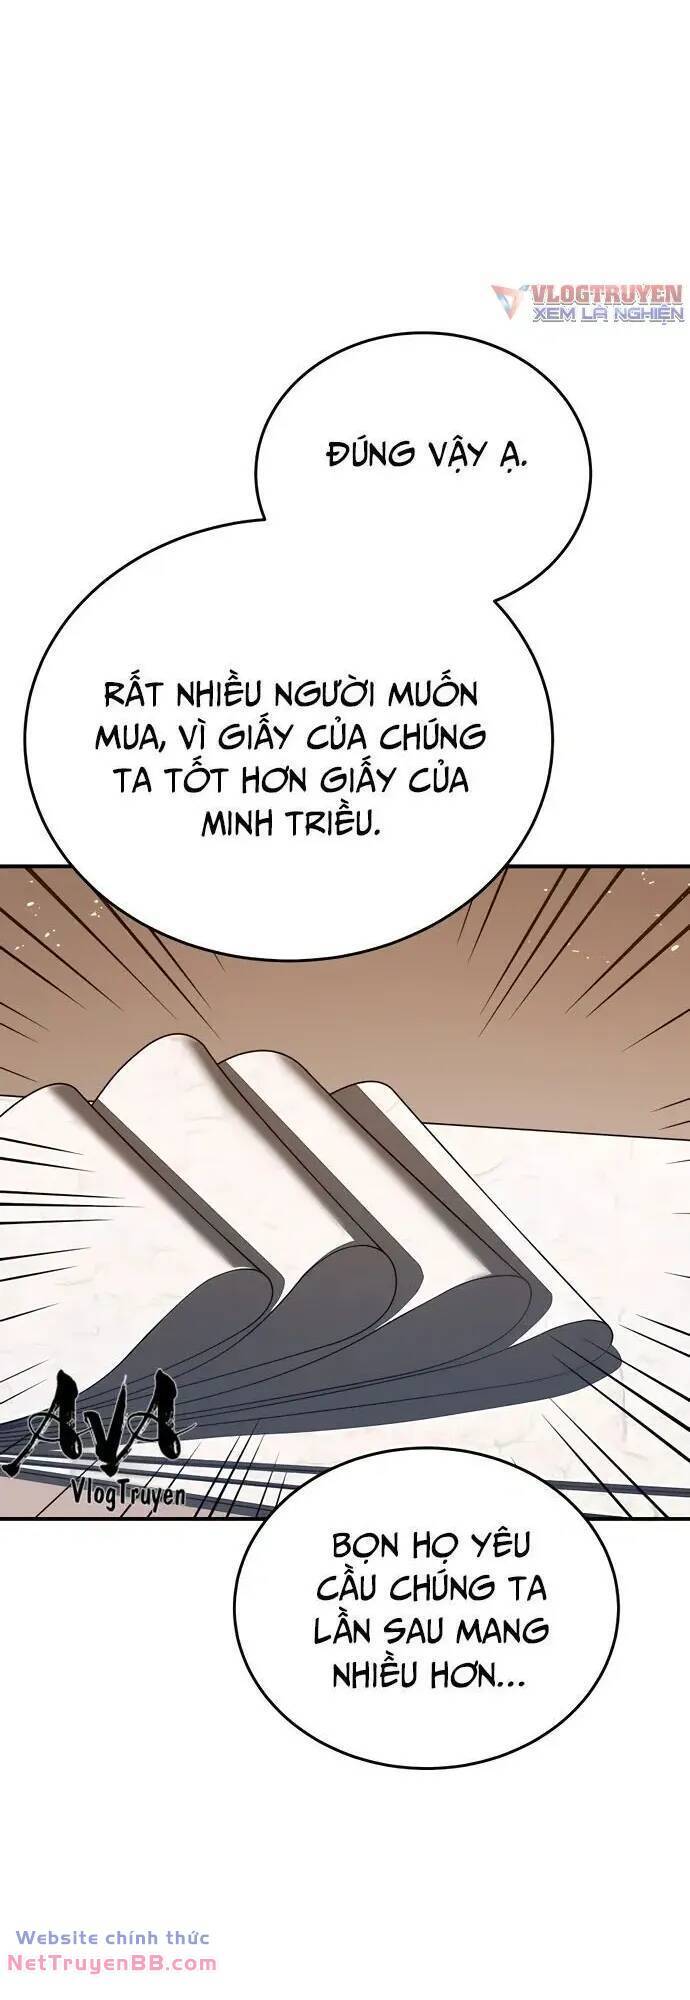 VLOGTRUYEN
XEM LÀ NGHIỆN
ĐÚNG VẬY Ạ.
RẤT NHIỀU NGƯỜI MUỐN
MUA, VÌ GIẤY CỦA CHÚNG
TA TỐT HƠN GIẤY CỦA
MINH TRIỀU.
AVA
VlogTruyen
BỌN HỌ YÊU
CẦU CHÚNG TA
LẦN SAU MANG
NHIỀU HƠN...
Website chính thức
NetTruyenBB.com